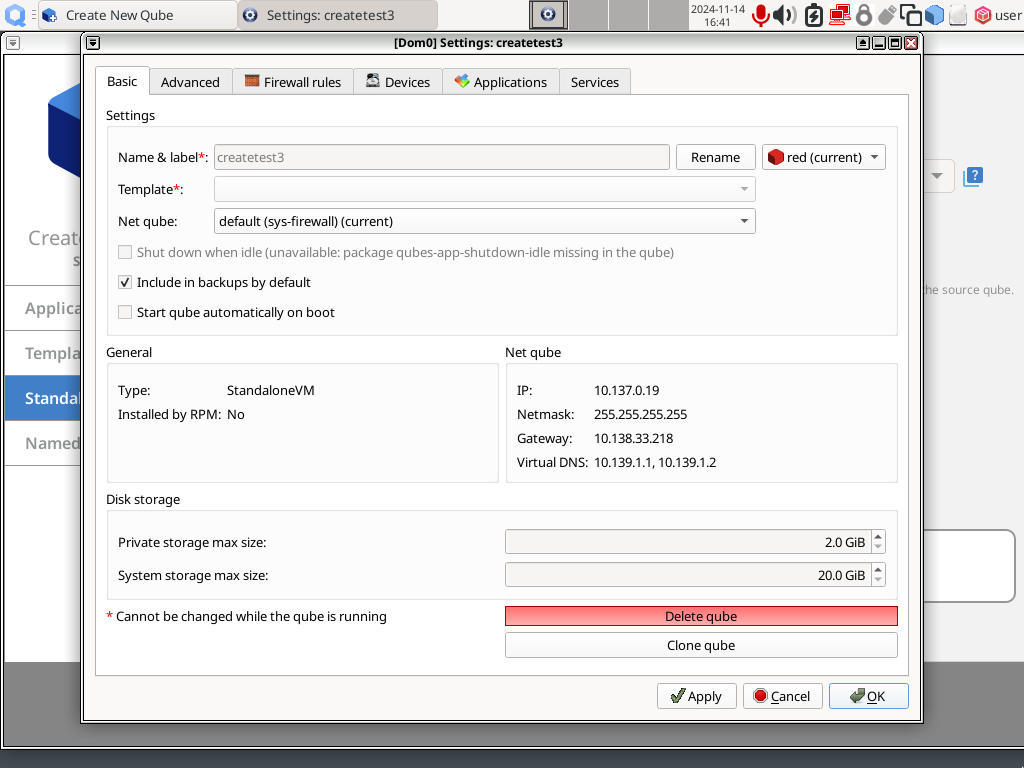 Create New Qube
Settings: createtest3
2024-11-14
16:41
user
[Dom0] Settings: createtest3
Basic
Advanced
Firewall rules
Devices
Applications
Services
Settings
Name & label*:
createtest3
Rename
red (current)
Template*:
Net qube:
default (sys-firewall) (current)
Shut down when idle (unavailable: package qubes-app-shutdown-idle missing in the qube)
Include in backups by default
Start qube automatically on boot
General
Type: StandaloneVM
Installed by RPM: No
Net qube
IP: 10.137.0.19
Netmask: 255.255.255.255
Gateway: 10.138.33.218
Virtual DNS: 10.139.1.1, 10.139.1.2
Disk storage
Private storage max size: 2.0 GiB
System storage max size: 20.0 GiB
* Cannot be changed while the qube is running
Delete qube
Clone qube
Apply
Cancel
OK
Creat
s
Applica
Templa
Standa
Named
?
the source qube.